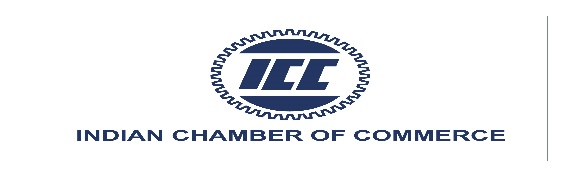 ICC
INDIAN CHAMBER OF COMMERCE